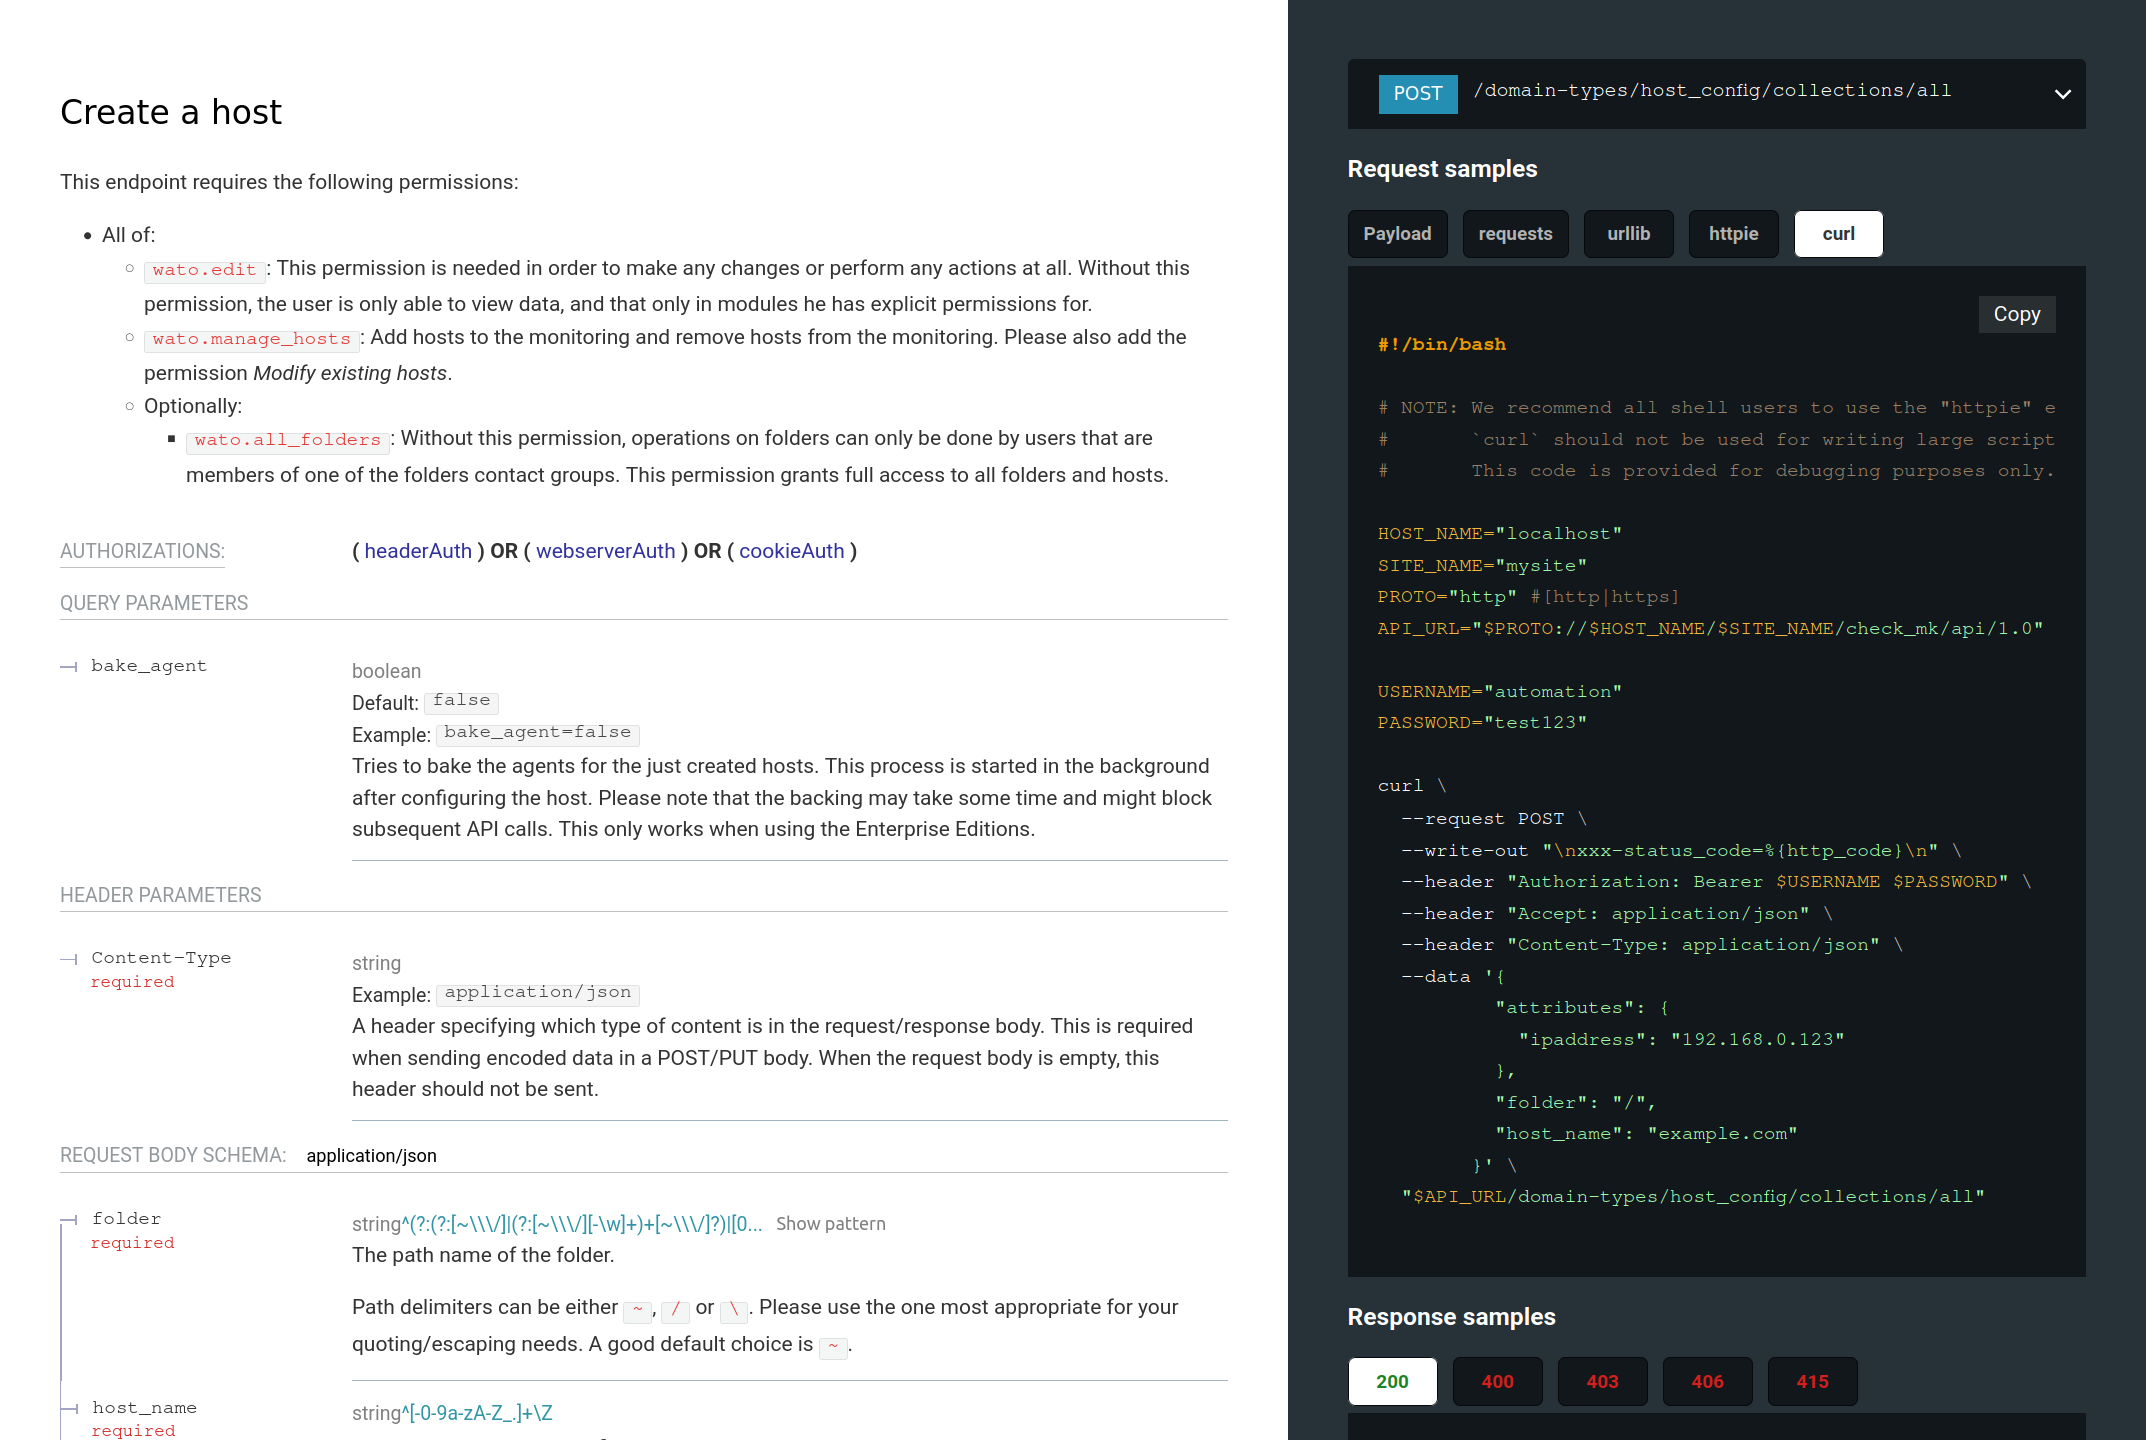 Create a host
This endpoint requires the following permissions:
All of:
wato.edit: This permission is needed in order to make any changes or perform any actions at all. Without this
permission, the user is only able to view data, and that only in modules he has explicit permissions for.
wato.manage_hosts: Add hosts to the monitoring and remove hosts from the monitoring. Please also add the
permission Modify existing hosts.
Optionally:
wato.all_folders: Without this permission, operations on folders can only be done by users that are
members of one of the folders contact groups. This permission grants full access to all folders and hosts.
AUTHORIZATIONS: ( headerAuth ) OR ( webserverAuth ) OR ( cookieAuth )
QUERY PARAMETERS
bake_agent
boolean
Default: false
Example: bake_agent=false
Tries to bake the agents for the just created hosts. This process is started in the background
after configuring the host. Please note that the backing may take some time and might block
subsequent API calls. This only works when using the Enterprise Editions.
HEADER PARAMETERS
Content-Type
required
string
Example: application/json
A header specifying which type of content is in the request/response body. This is required
when sending encoded data in a POST/PUT body. When the request body is empty, this
header should not be sent.
REQUEST BODY SCHEMA: application/json
folder
required
string^(?:(?:[~\\\/]|(?:[~\\\/][-\w]+)+[~\\\/]?)|[0... Show pattern
The path name of the folder.
Path delimiters can be either ~, / or \. Please use the one most appropriate for your
quoting/escaping needs. A good default choice is ~.
host_name
required
string^[-0-9a-zA-Z_.]+\Z
POST /domain-types/host_config/collections/all
Request samples
Payload requests urllib httpie curl
Copy
#!/bin/bash
# NOTE: We recommend all shell users to use the "httpie" e
#       `curl` should not be used for writing large script
#       This code is provided for debugging purposes only.
HOST_NAME="localhost"
SITE_NAME="mysite"
PROTO="http" #[http|https]
API_URL="$PROTO://$HOST_NAME/$SITE_NAME/check_mk/api/1.0"
USERNAME="automation"
PASSWORD="test123"
curl \
  --request POST \
  --write-out "\nxxx-status_code=%{http_code}\n" \
  --header "Authorization: Bearer $USERNAME $PASSWORD" \
  --header "Accept: application/json" \
  --header "Content-Type: application/json" \
  --data '{
          "attributes": {
            "ipaddress": "192.168.0.123"
          },
          "folder": "/",
          "host_name": "example.com"
        }' \
  "$API_URL/domain-types/host_config/collections/all"
Response samples
200 400 403 406 415